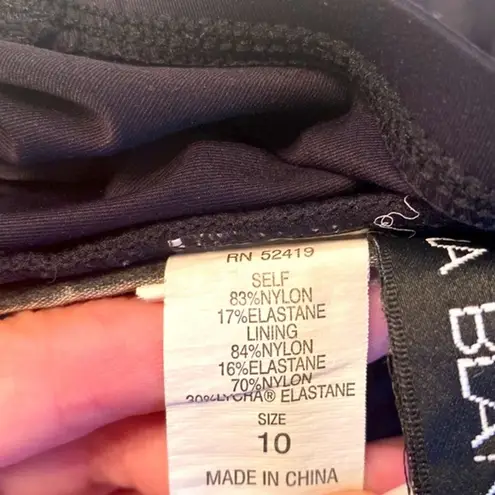 RN 52419
SELF
83%NYLON
17%ELASTANE
LINING
84%NYLON
16%ELASTANE
70%NYLON
30%LYCRA® ELASTANE
SIZE
10
MADE IN CHINA
A BLA